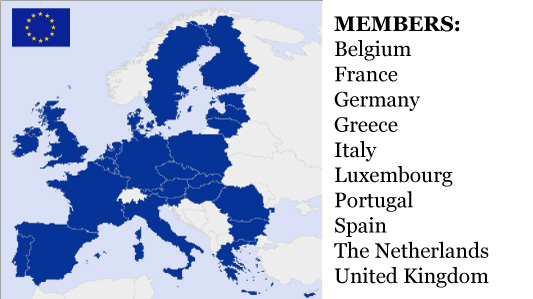 MEMBERS:
Belgium
France
Germany
Greece
Italy
Luxembourg
Portugal
Spain
The Netherlands
United Kingdom